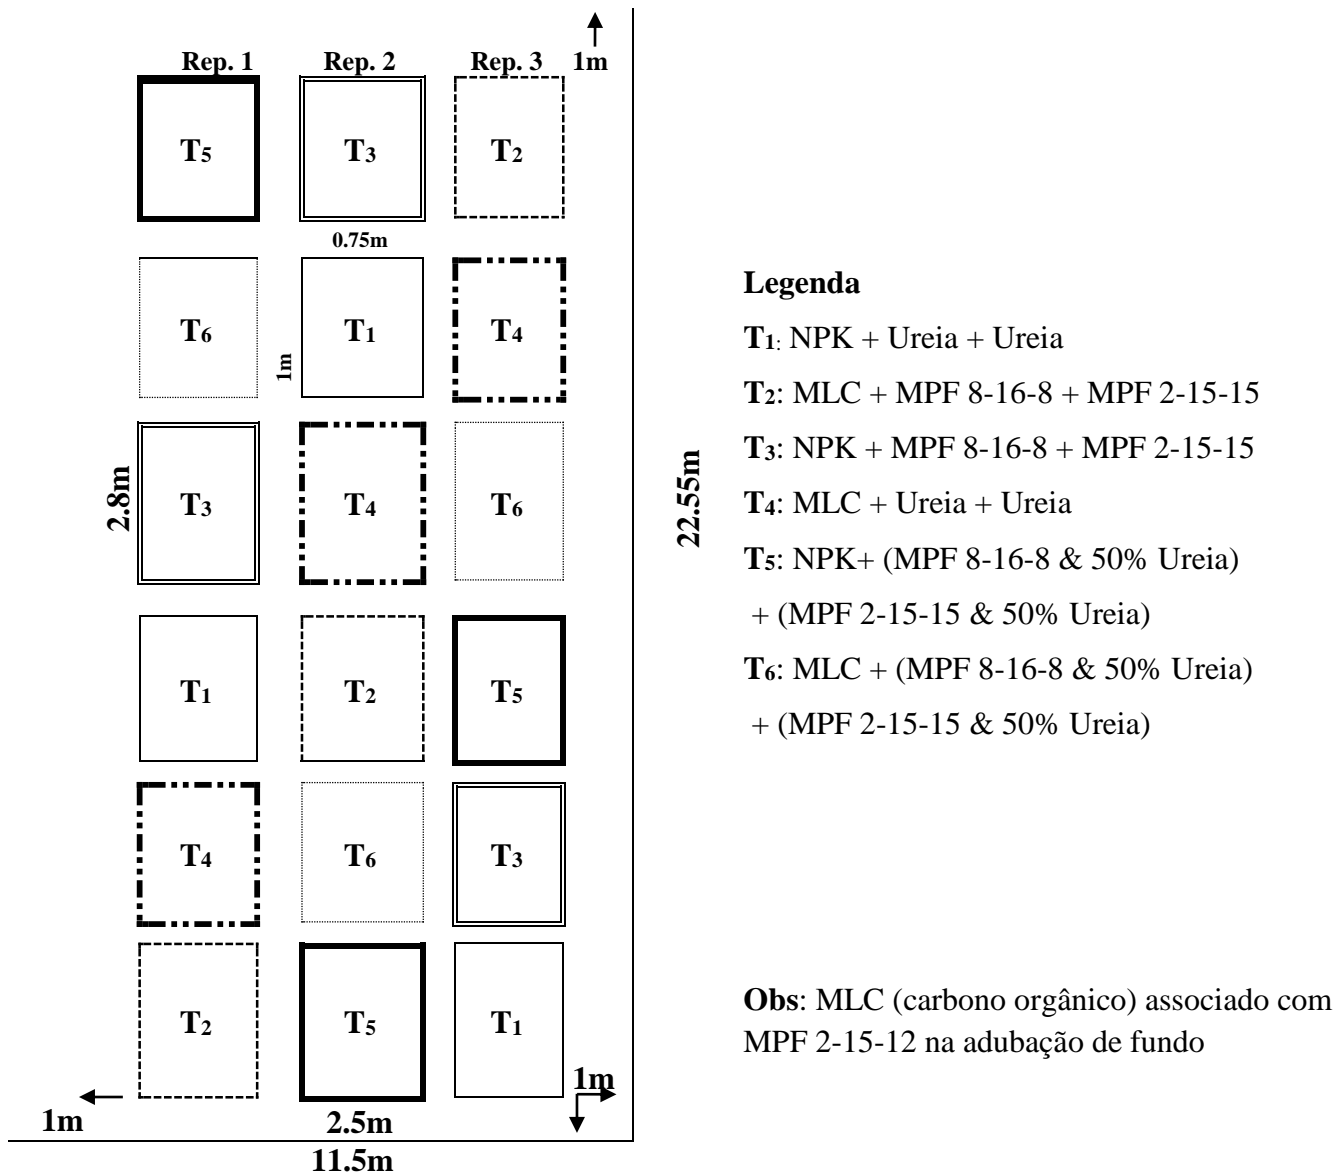 1m
Rep. 1 Rep. 2 Rep. 3
T5 T3 T2
0.75m
T6 T1 T4
1m
2.8m
T3 T4 T6
22.55m
T1 T2 T5
T4 T6 T3
T2 T5 T1
1m
1m
2.5m
11.5m
Legenda
T1: NPK + Ureia + Ureia
T2: MLC + MPF 8-16-8 + MPF 2-15-15
T3: NPK + MPF 8-16-8 + MPF 2-15-15
T4: MLC + Ureia + Ureia
T5: NPK+ (MPF 8-16-8 & 50% Ureia)
+ (MPF 2-15-15 & 50% Ureia)
T6: MLC + (MPF 8-16-8 & 50% Ureia)
+ (MPF 2-15-15 & 50% Ureia)
Obs: MLC (carbono orgânico) associado com
MPF 2-15-12 na adubação de fundo